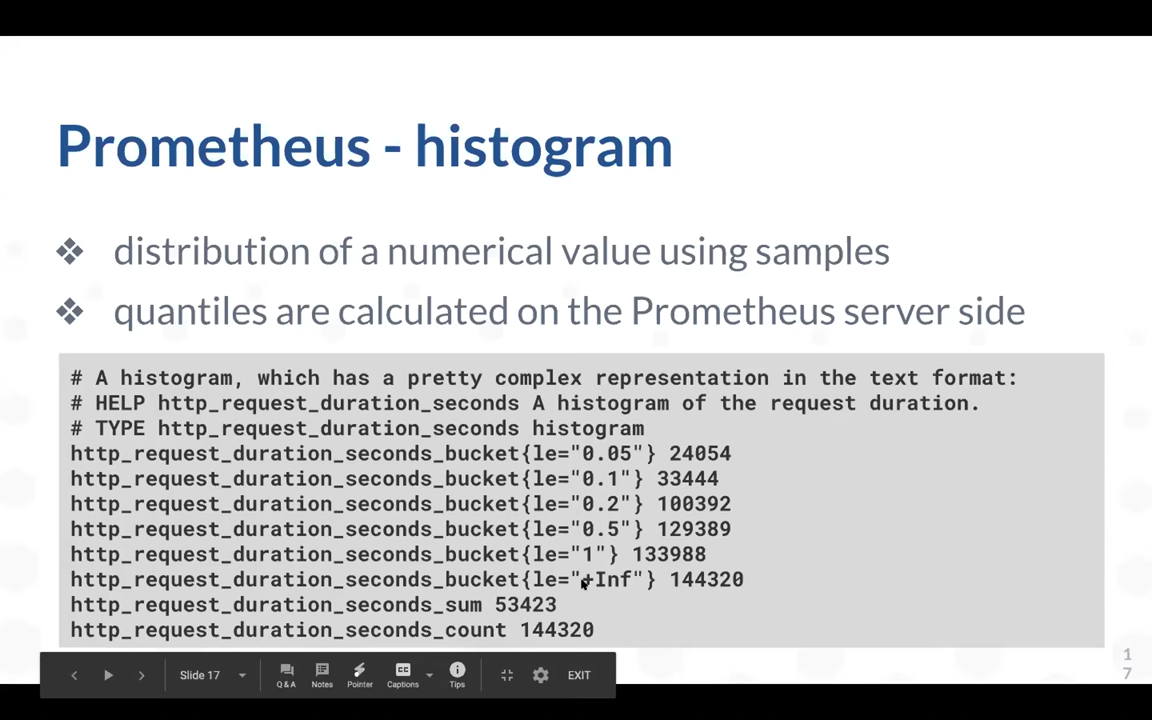 Prometheus - histogram
❖ distribution of a numerical value using samples
❖ quantiles are calculated on the Prometheus server side
# A histogram, which has a pretty complex representation in the text format:
# HELP http_request_duration_seconds A histogram of the request duration.
# TYPE http_request_duration_seconds histogram
http_request_duration_seconds_bucket{le="0.05"} 24054
http_request_duration_seconds_bucket{le="0.1"} 33444
http_request_duration_seconds_bucket{le="0.2"} 100392
http_request_duration_seconds_bucket{le="0.5"} 129389
http_request_duration_seconds_bucket{le="1"} 133988
http_request_duration_seconds_bucket{le="+Inf"} 144320
http_request_duration_seconds_sum 53423
http_request_duration_seconds_count 144320
1
7
Slide 17
Q & A Notes Pointer Captions Tips EXIT